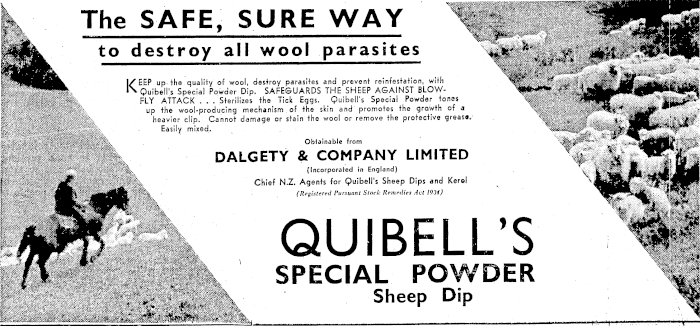 The SAFE, SURE WAY
to destroy all wool parasites
KEEP up the quality of wool, destroy parasites and prevent reinfestation, with
Quibell's Special Powder Dip. SAFEGUARDS THE SHEEP AGAINST BLOW-
FLY ATTACK . . . Sterilizes the Tick Eggs. Quibell's Special Powder tones
up the wool-producing mechanism of the skin and promotes the growth of a
heavier clip. Cannot damage or stain the wool or remove the protective grease.
Easily mixed.
Obtainable from
DALGETY & COMPANY LIMITED
(Incorporated in England)
Chief N.Z. Agents for Quibell's Sheep Dips and Kerol
(Registered Pursuant Stock Remedies Act 1934)
QUIBELL'S
SPECIAL POWDER
Sheep Dip